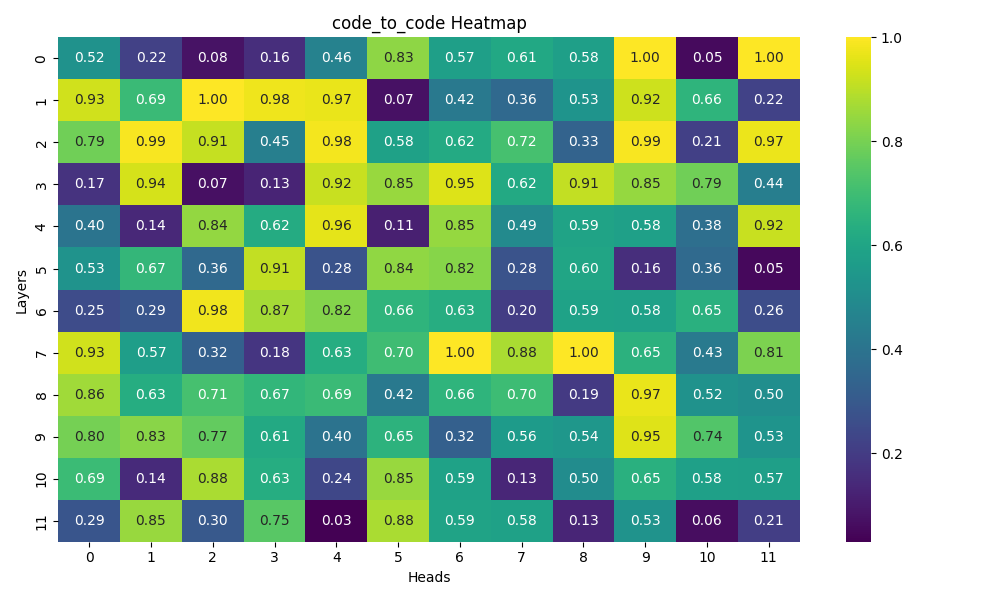 code_to_code Heatmap
0 0.52 0.22 0.08 0.16 0.46 0.83 0.57 0.61 0.58 1.00 0.05 1.00
1 0.93 0.69 1.00 0.98 0.97 0.07 0.42 0.36 0.53 0.92 0.66 0.22
2 0.79 0.99 0.91 0.45 0.98 0.58 0.62 0.72 0.33 0.99 0.21 0.97
3 0.17 0.94 0.07 0.13 0.92 0.85 0.95 0.62 0.91 0.85 0.79 0.44
4 0.40 0.14 0.84 0.62 0.96 0.11 0.85 0.49 0.59 0.58 0.38 0.92
5 0.53 0.67 0.36 0.91 0.28 0.84 0.82 0.28 0.60 0.16 0.36 0.05
6 0.25 0.29 0.98 0.87 0.82 0.66 0.63 0.20 0.59 0.58 0.65 0.26
7 0.93 0.57 0.32 0.18 0.63 0.70 1.00 0.88 1.00 0.65 0.43 0.81
8 0.86 0.63 0.71 0.67 0.69 0.42 0.66 0.70 0.19 0.97 0.52 0.50
9 0.80 0.83 0.77 0.61 0.40 0.65 0.32 0.56 0.54 0.95 0.74 0.53
10 0.69 0.14 0.88 0.63 0.24 0.85 0.59 0.13 0.50 0.65 0.58 0.57
11 0.29 0.85 0.30 0.75 0.03 0.88 0.59 0.58 0.13 0.53 0.06 0.21
0 1 2 3 4 5 6 7 8 9 10 11
Heads
Layers
1.0
0.8
0.6
0.4
0.2